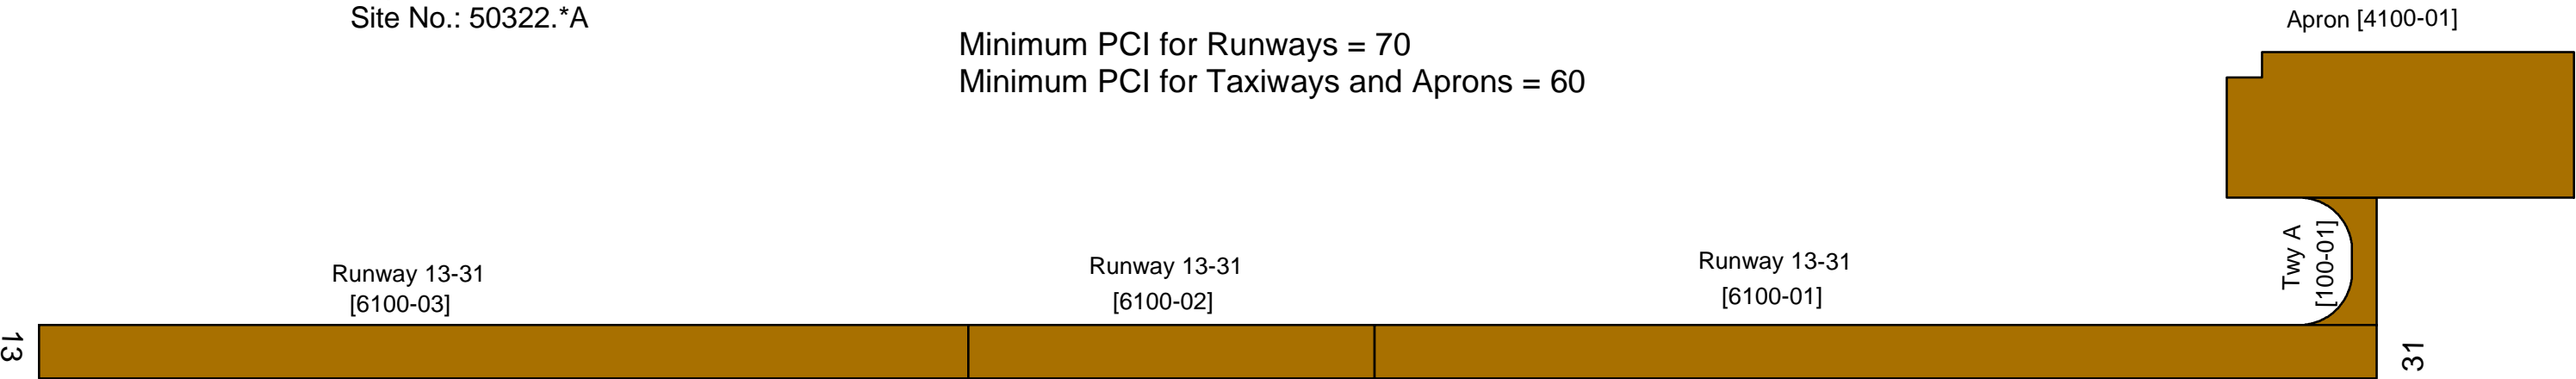 Site No.: 50322.*A
Apron [4100-01]
Minimum PCI for Runways = 70
Minimum PCI for Taxiways and Aprons = 60
Runway 13-31
[6100-03]
Runway 13-31
[6100-02]
Runway 13-31
[6100-01]
Twy A
[100-01]
13
31